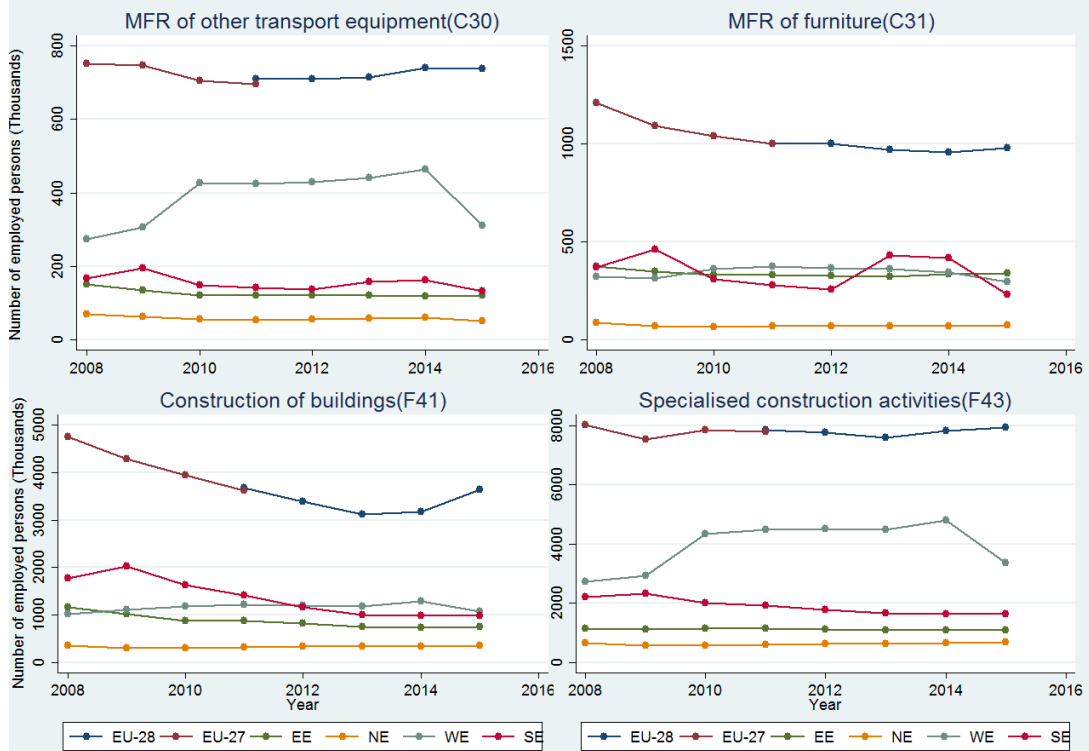 MFR of other transport equipment(C30)
Number of employed persons (Thousands)
800
600
400
200
0
2008 2010 2012 2014 2016
MFR of furniture(C31)
1500
1000
500
0
2008 2010 2012 2014 2016
Construction of buildings(F41)
Number of employed persons (Thousands)
5000
4000
3000
2000
1000
0
2008 2010 2012 2014 2016
Year
Specialised construction activities(F43)
8000
6000
4000
2000
0
2008 2010 2012 2014 2016
Year
EU-28 EU-27 EE NE WE SE
EU-28 EU-27 EE NE WE SE